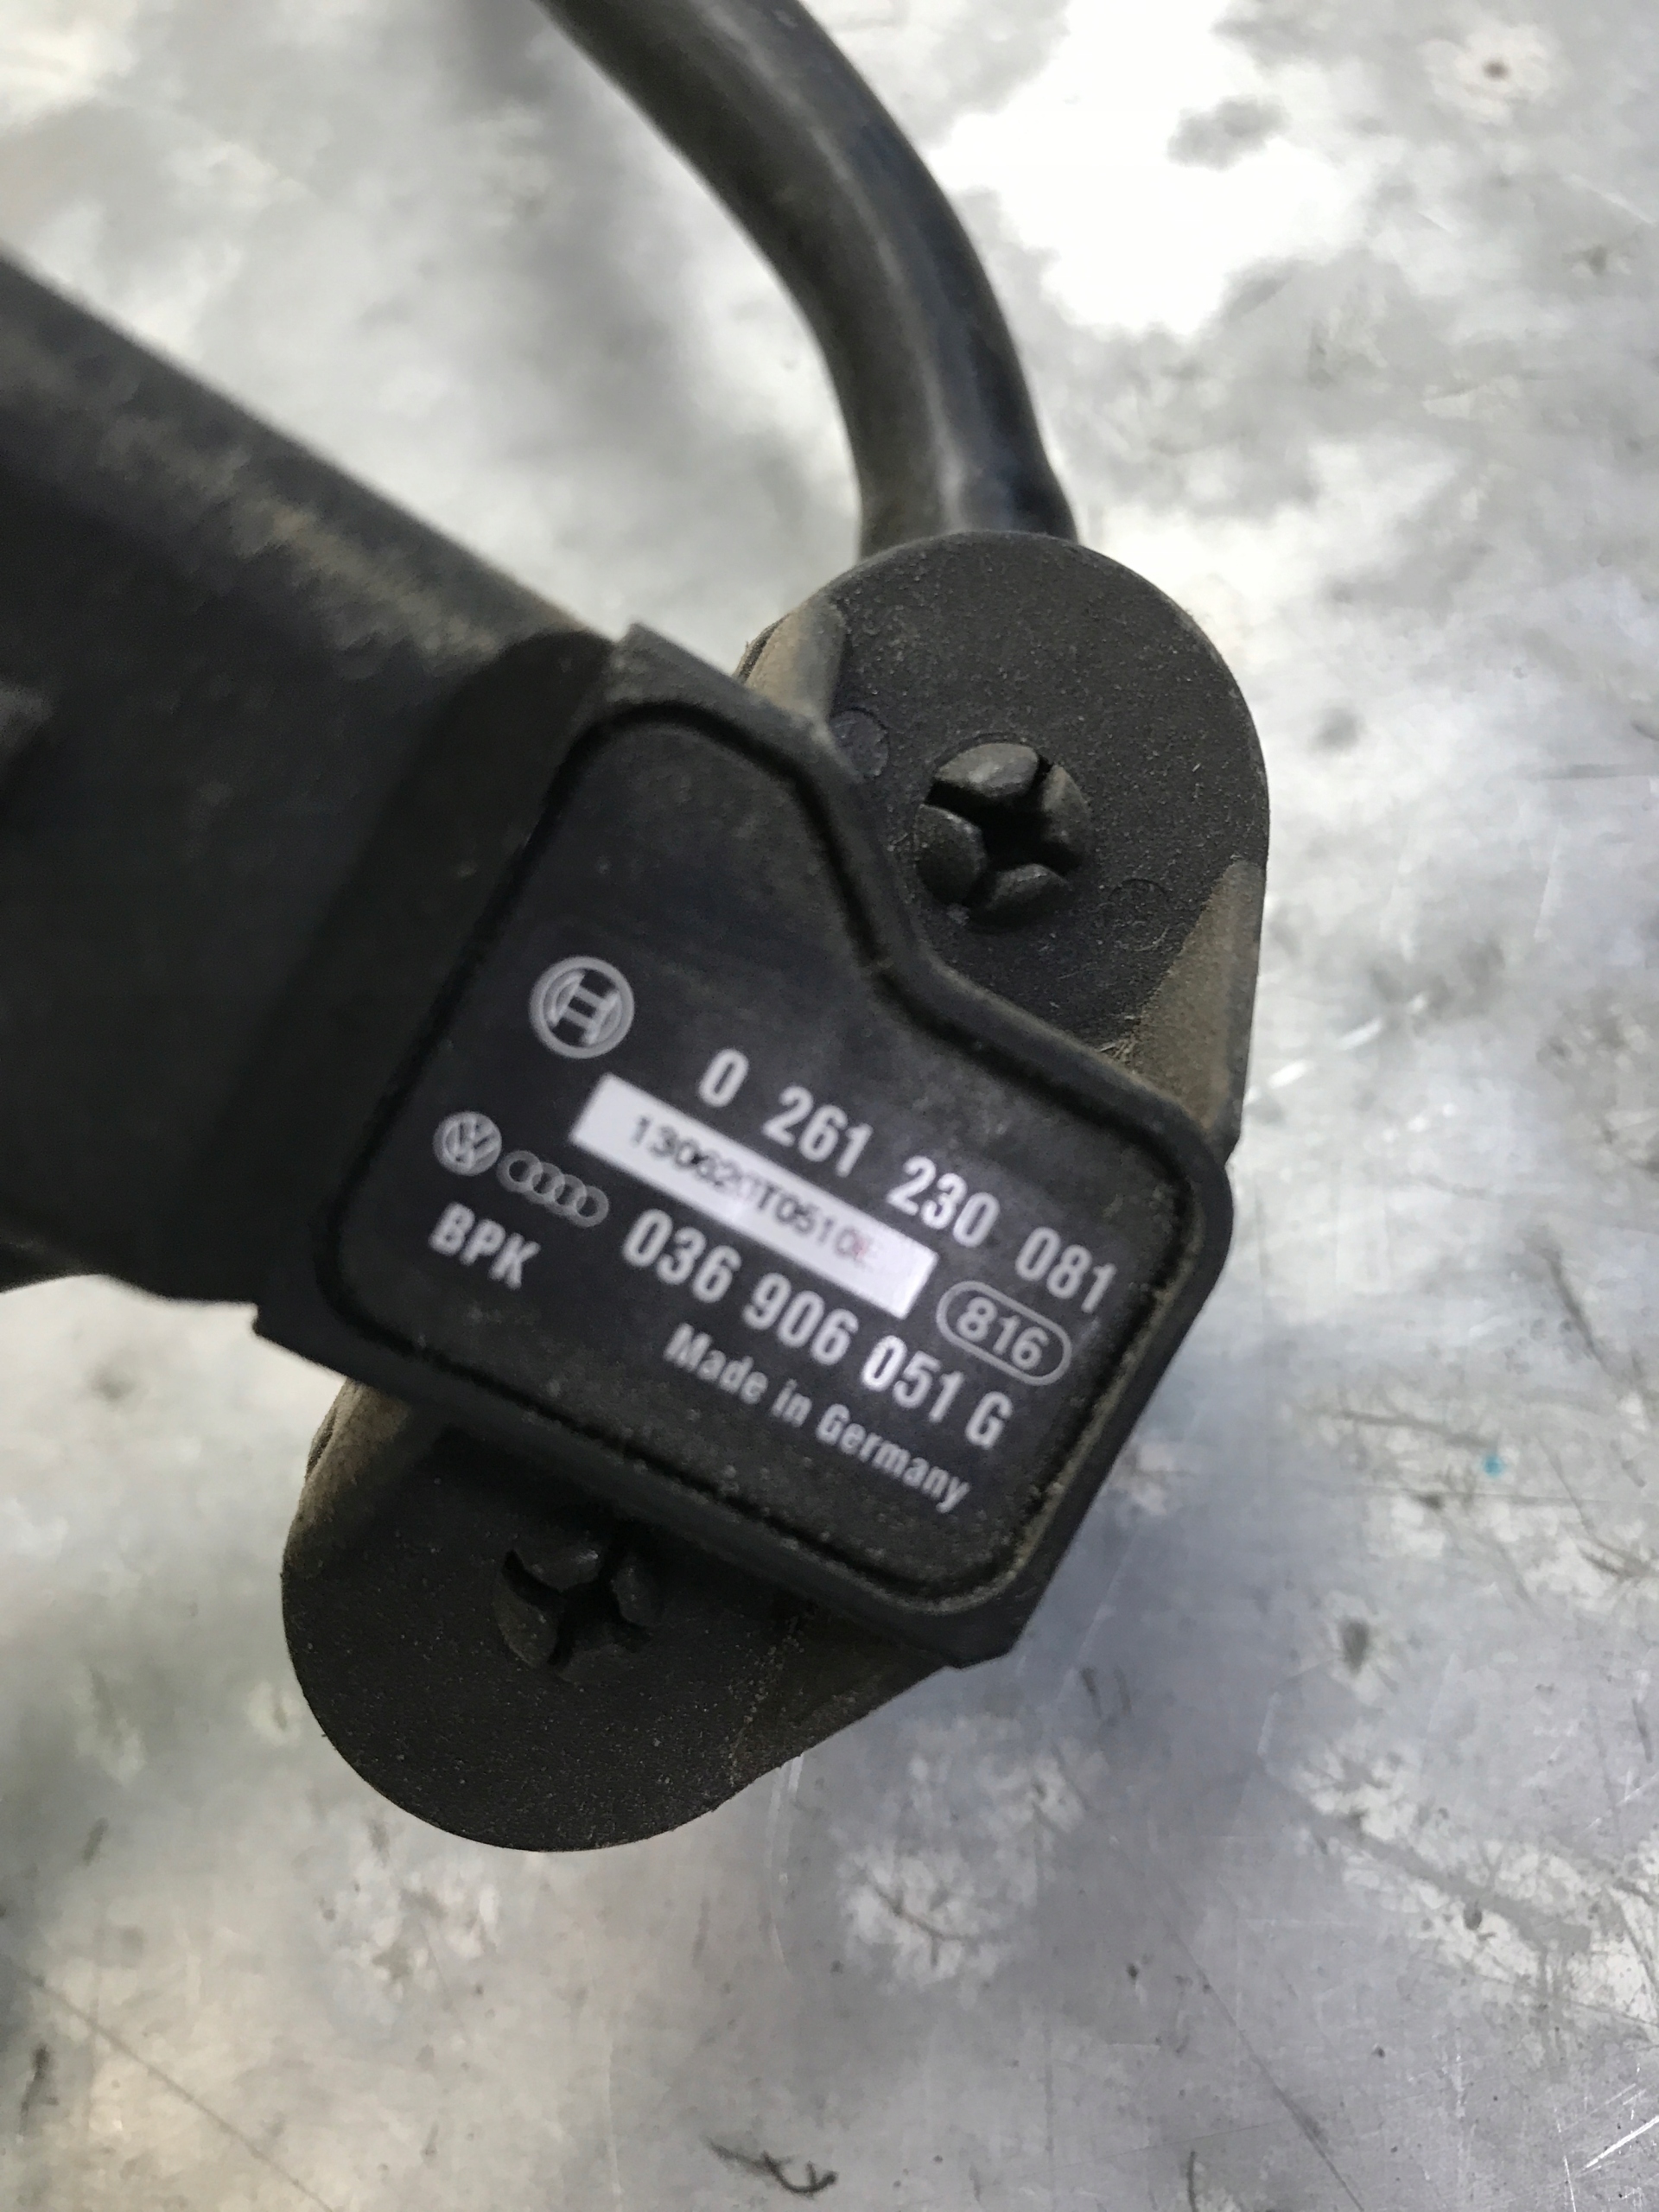 0 261 230 081
816
036 906 051 G
BPK
Made in Germany